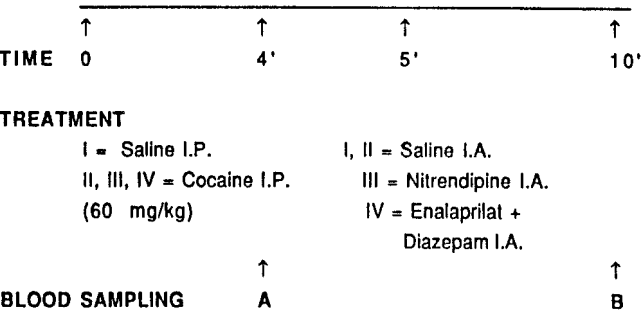 ↑ ↑ ↑ ↑
TIME 0 4' 5' 10'
TREATMENT
I = Saline I.P. I, II = Saline I.A.
II, III, IV = Cocaine I.P. III = Nitrendipine I.A.
(60 mg/kg) IV = Enalaprilat +
Diazepam I.A.
↑ ↑
BLOOD SAMPLING A B